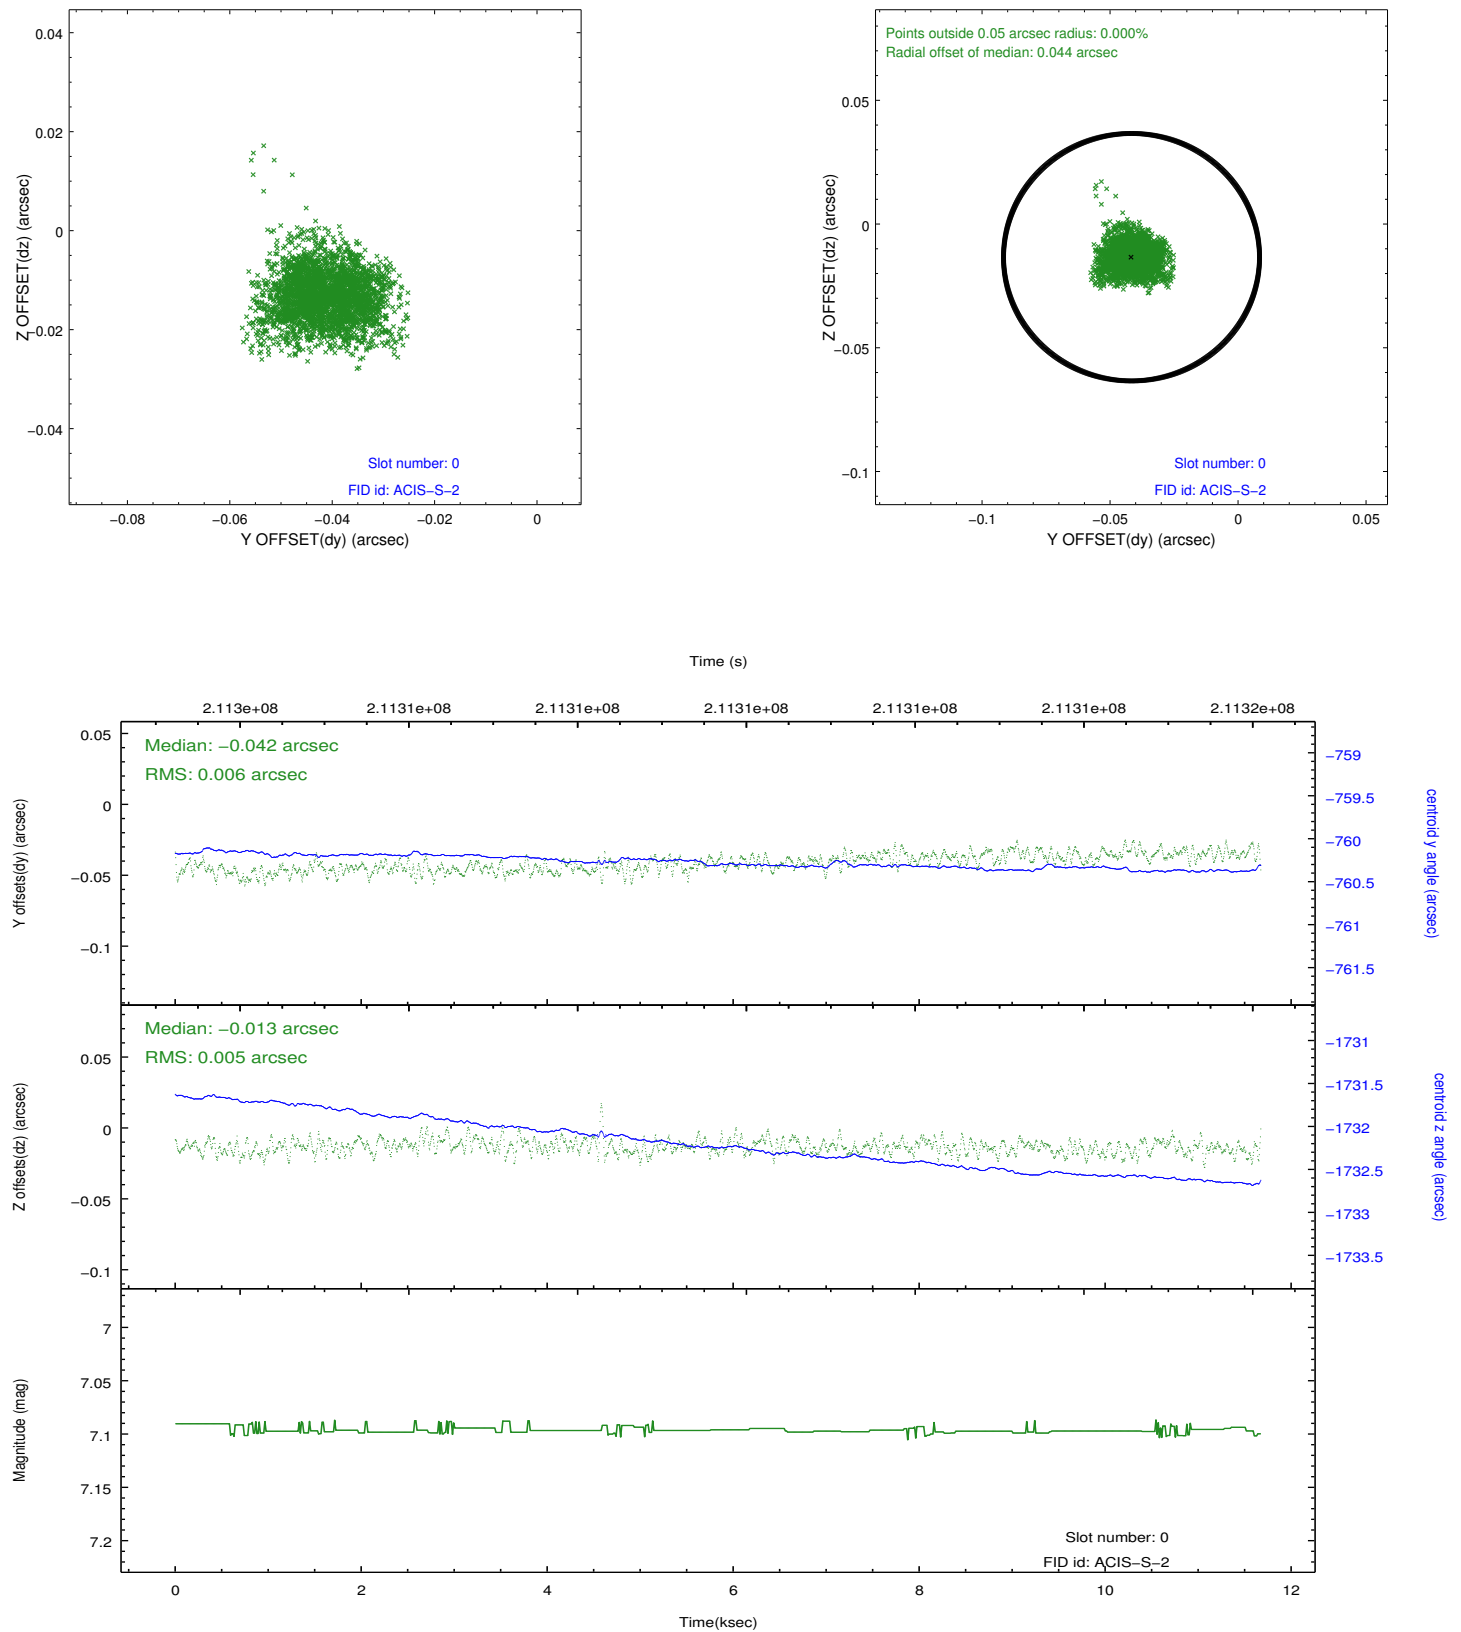 0.04
0.02
0
−0.02
−0.04
Z OFFSET(dz) (arcsec)
Slot number: 0
FID id: ACIS−S−2
−0.08
−0.06
−0.04
−0.02
0
Y OFFSET(dy) (arcsec)
Points outside 0.05 arcsec radius: 0.000%
Radial offset of median: 0.044 arcsec
0.05
0
−0.05
−0.1
Z OFFSET(dz) (arcsec)
Slot number: 0
FID id: ACIS−S−2
−0.1
−0.05
0
0.05
Y OFFSET(dy) (arcsec)
Time (s)
2.113e+08
2.1131e+08
2.1131e+08
2.1131e+08
2.1131e+08
2.1131e+08
2.1132e+08
Median: −0.042 arcsec
RMS: 0.006 arcsec
0.05
0
−0.05
−0.1
Y offsets(dy) (arcsec)
−759
−759.5
−760
−760.5
−761
−761.5
centroid y angle (arcsec)
Median: −0.013 arcsec
RMS: 0.005 arcsec
0.05
0
−0.05
−0.1
Z offsets(dz) (arcsec)
−1731
−1731.5
−1732
−1732.5
−1733
−1733.5
centroid z angle (arcsec)
7
7.05
7.1
7.15
7.2
Magnitude (mag)
Slot number: 0
FID id: ACIS−S−2
0
2
4
6
8
10
12
Time(ksec)